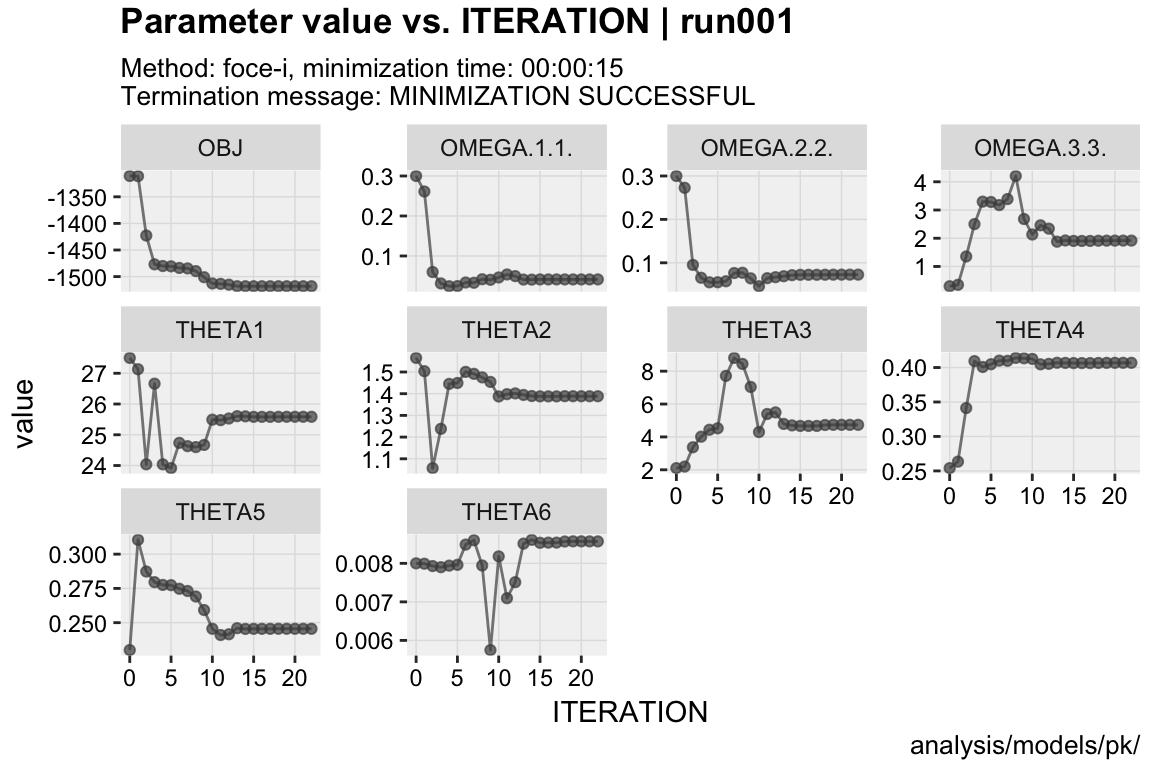 Parameter value vs. ITERATION | run001
Method: foce-i, minimization time: 00:00:15
Termination message: MINIMIZATION SUCCESSFUL
OBJ
-1350
-1400
-1450
-1500
OMEGA.1.1.
0.3
0.2
0.1
OMEGA.2.2.
0.3
0.2
0.1
OMEGA.3.3.
4
3
2
1
THETA1
27
26
25
24
THETA2
1.5
1.4
1.3
1.2
1.1
THETA3
8
6
4
2
0 5 10 15 20
THETA4
0.40
0.35
0.30
0.25
0 5 10 15 20
THETA5
0.300
0.275
0.250
0 5 10 15 20
THETA6
0.008
0.007
0.006
0 5 10 15 20
value
ITERATION
analysis/models/pk/